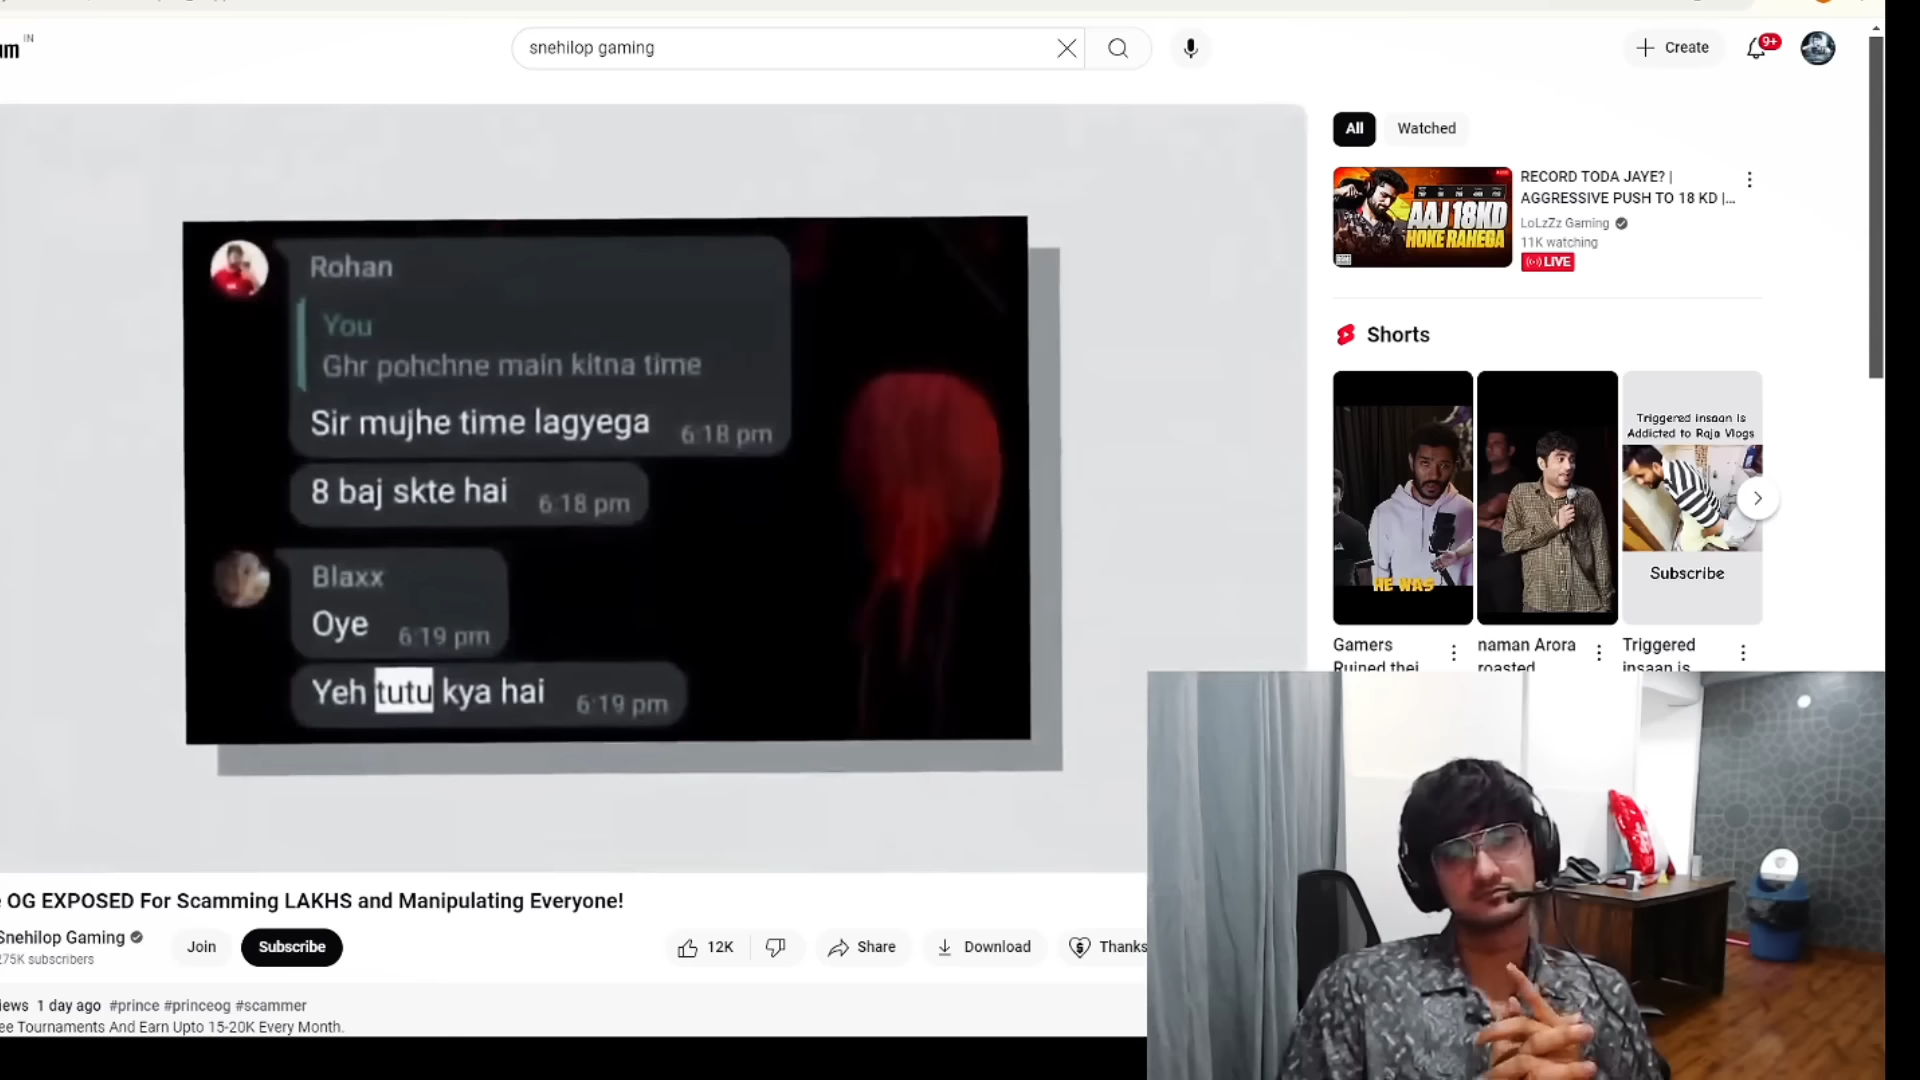 IN
snehilop gaming
Create
9+
Rohan
You
Ghr pohchne main kitna time
Sir mujhe time lagyega 6:18 pm
8 baj skte hai 6:18 pm
Blaxx
Oye 6:19 pm
Yeh tutu kya hai 6:19 pm
OG EXPOSED For Scamming LAKHS and Manipulating Everyone!
Snehilop Gaming
275K subscribers
Join
Subscribe
12K
Share
Download
Thanks
1 day ago #prince #princeog #scammer
Tournaments And Earn Upto 15-20K Every Month.
All
Watched
AAJ 18KD
HOKE RAHEGA
RECORD TODA JAYE? |
AGGRESSIVE PUSH TO 18 KD |...
LoLzZz Gaming
11K watching
LIVE
Shorts
HE WAS
Triggered insaan is
Addicted to Raja Vlogs
Subscribe
Gamers
Ruined thei
naman Arora
roasted
Triggered
insaan is